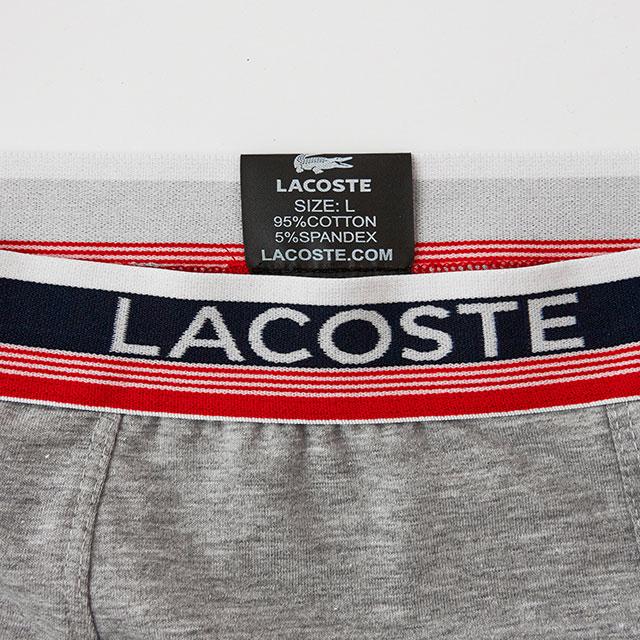 LACOSTE
SIZE: L
95%COTTON
5%SPANDEX
LACOSTE.COM
LACOSTE